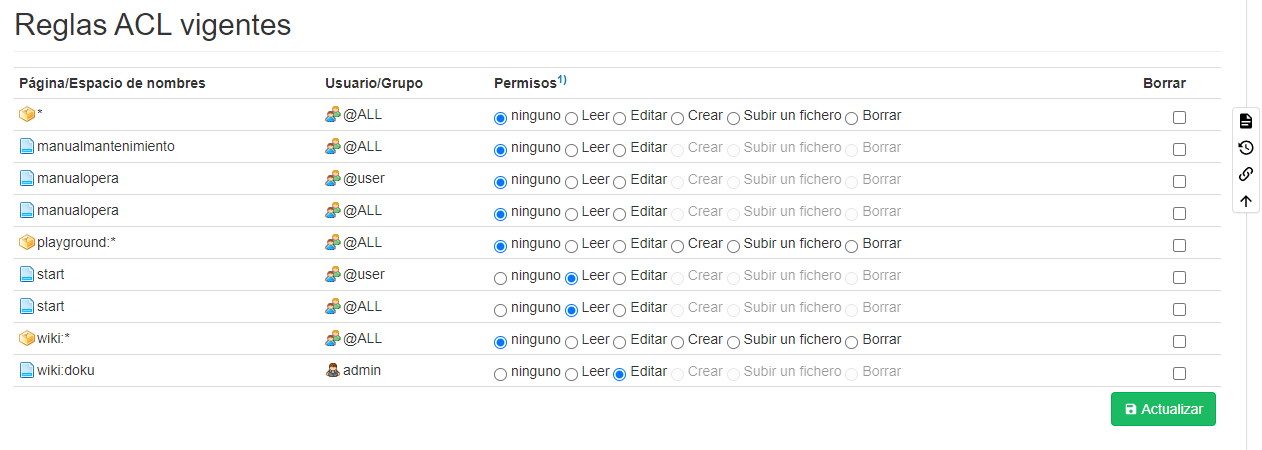 Reglas ACL vigentes
Página/Espacio de nombres Usuario/Grupo Permisos1) Borrar
* @ALL ninguno Leer Editar Crear Subir un fichero Borrar
manualmantenimiento @ALL ninguno Leer Editar Crear Subir un fichero Borrar
manualopera @user ninguno Leer Editar Crear Subir un fichero Borrar
manualopera @ALL ninguno Leer Editar Crear Subir un fichero Borrar
playground:* @ALL ninguno Leer Editar Crear Subir un fichero Borrar
start @user ninguno Leer Editar Crear Subir un fichero Borrar
start @ALL ninguno Leer Editar Crear Subir un fichero Borrar
wiki:* @ALL ninguno Leer Editar Crear Subir un fichero Borrar
wiki:doku admin ninguno Leer Editar Crear Subir un fichero Borrar
Actualizar